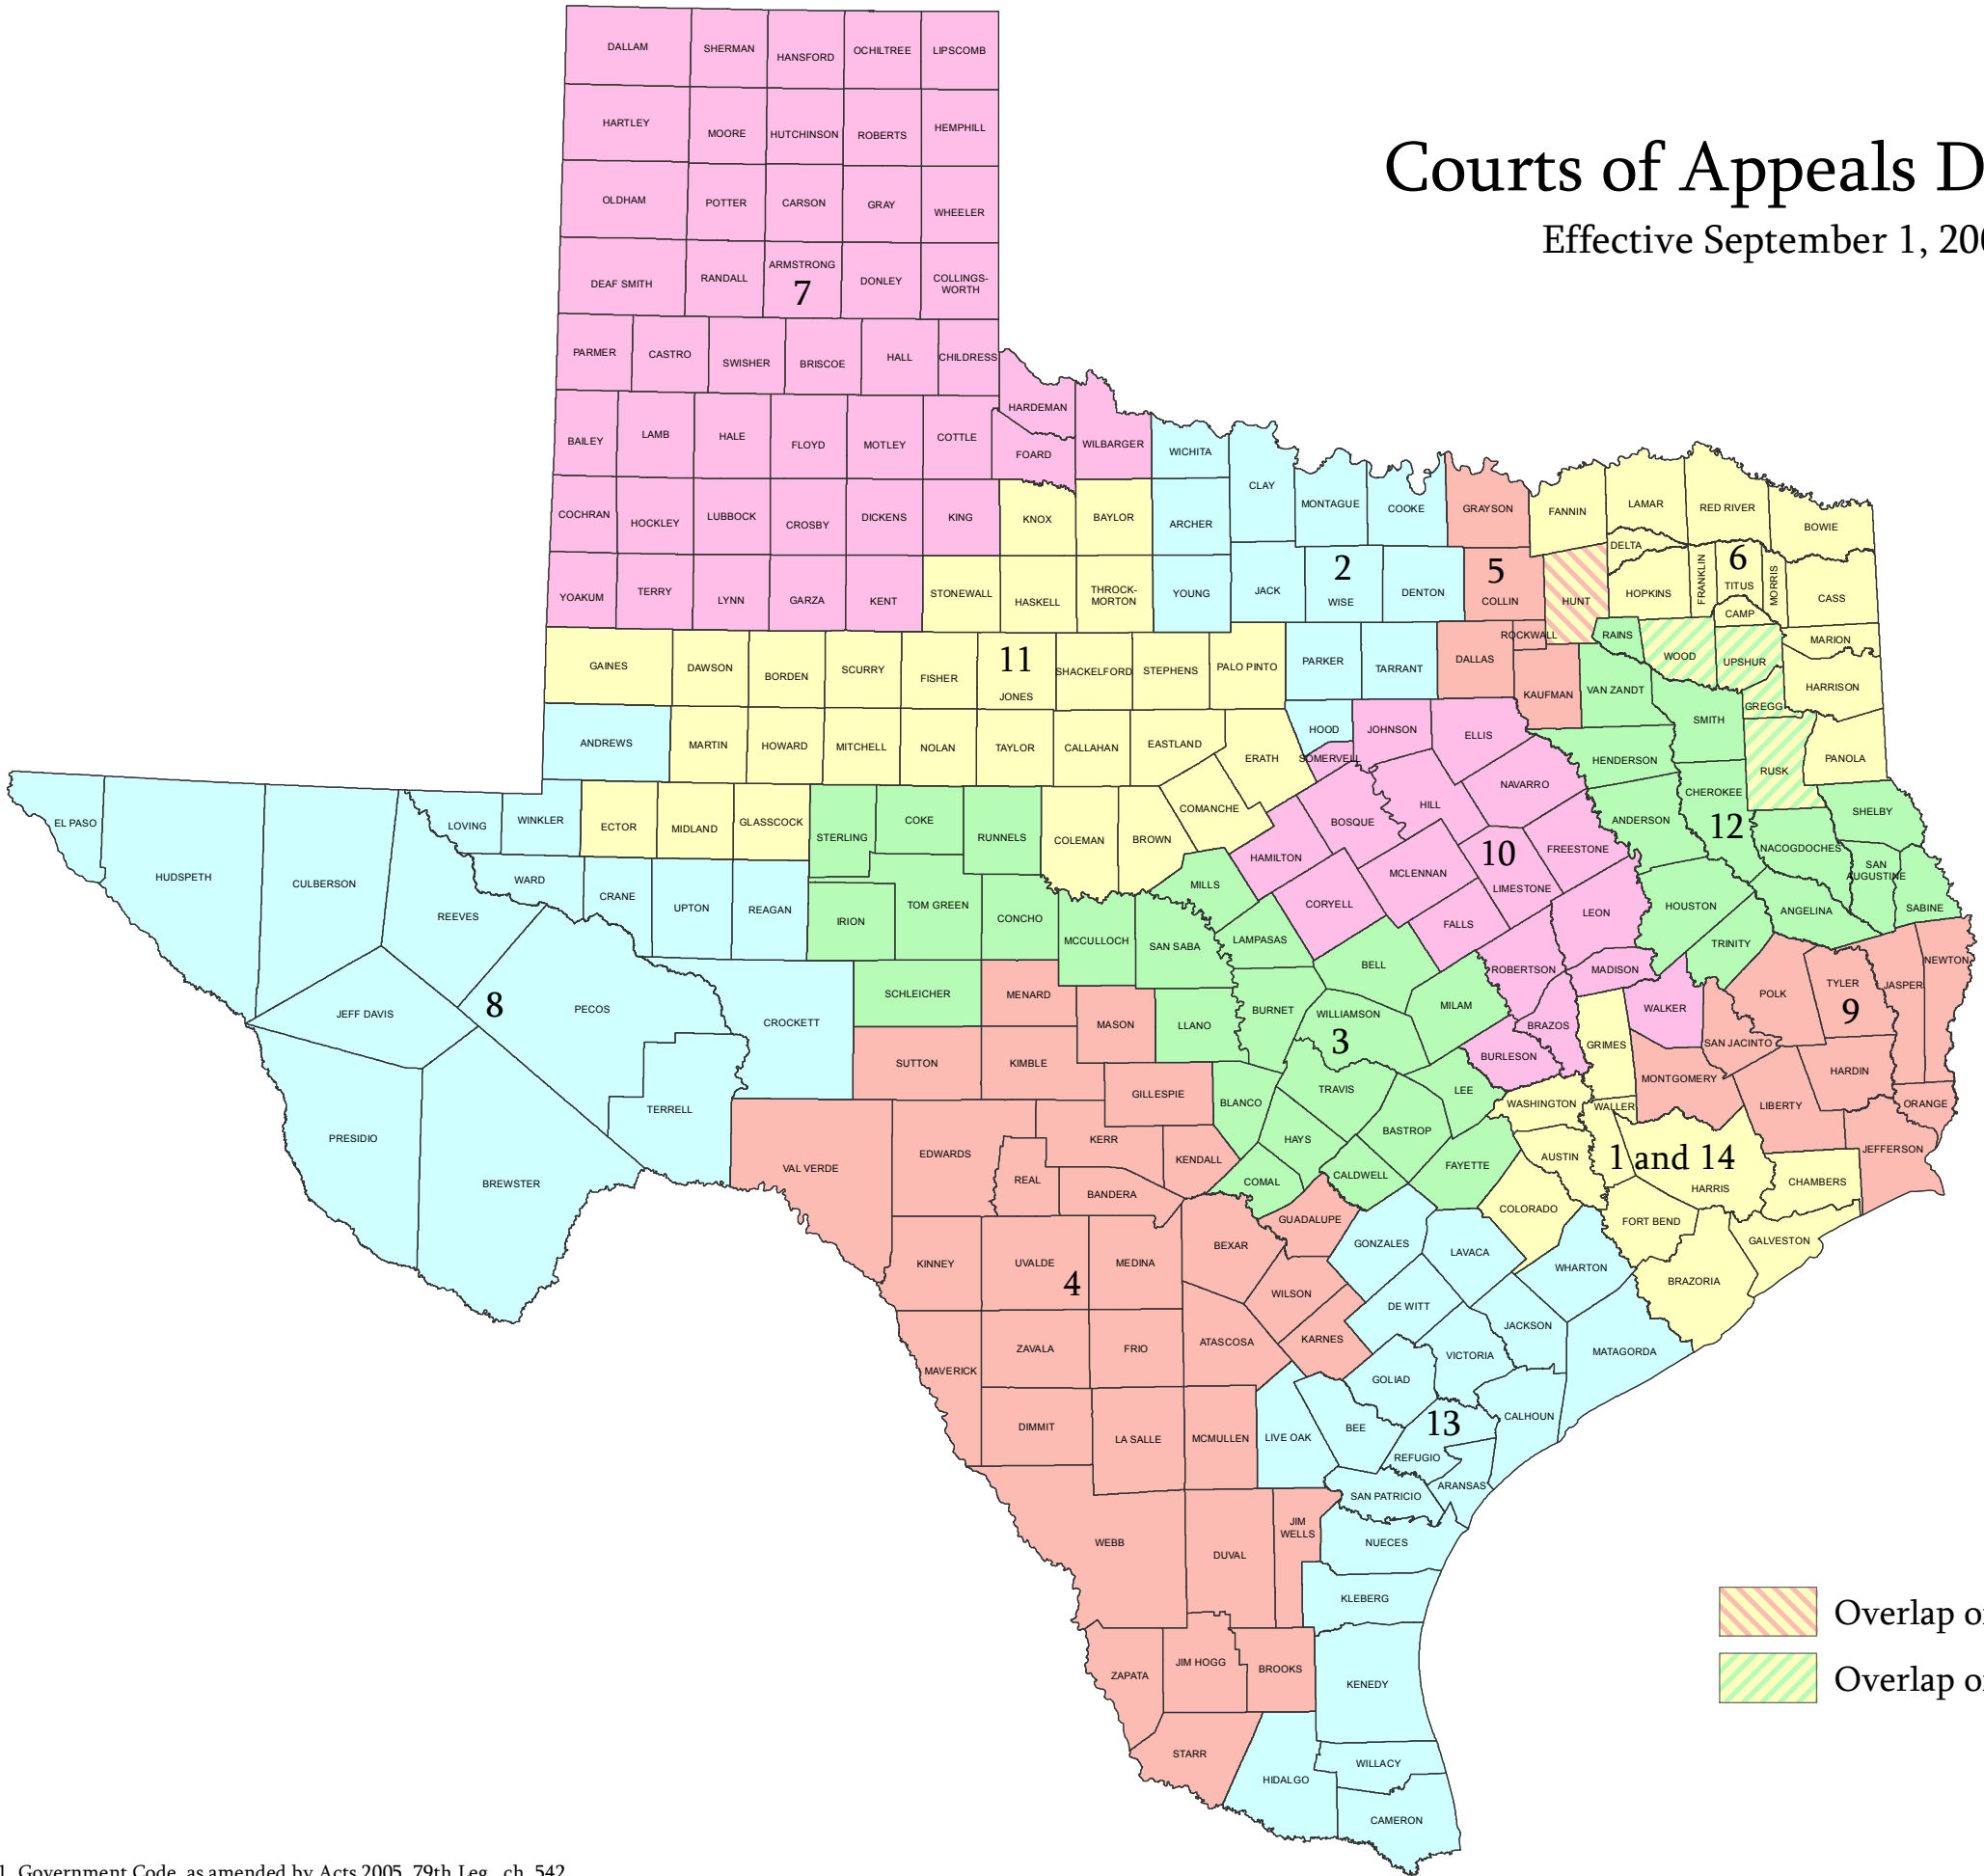 Courts of Appeals D
Effective September 1, 200
DALLAM
SHERMAN
HANSFORD
OCHILTREE
LIPSCOMB
HARTLEY
MOORE
HUTCHINSON
ROBERTS
HEMPHILL
OLDHAM
POTTER
CARSON
GRAY
WHEELER
DEAF SMITH
RANDALL
ARMSTRONG
7
DONLEY
COLLINGS-
WORTH
PARMER
CASTRO
SWISHER
BRISCOE
HALL
CHILDRESS
HARDEMAN
BAILEY
LAMB
HALE
FLOYD
MOTLEY
COTTLE
FOARD
WILBARGER
WICHITA
CLAY
MONTAGUE
COOKE
GRAYSON
FANNIN
LAMAR
RED RIVER
BOWIE
COCHRAN
HOCKLEY
LUBBOCK
CROSBY
DICKENS
KING
KNOX
BAYLOR
ARCHER
DELTA
YOAKUM
TERRY
LYNN
GARZA
KENT
STONEWALL
HASKELL
THROCK-
MORTON
YOUNG
JACK
2
WISE
DENTON
5
COLLIN
HUNT
HOPKINS
FRANKLIN
6
TITUS
MORRIS
CAMP
CASS
ROCKWALL
RAINS
WOOD
UPSHUR
MARION
GAINES
DAWSON
BORDEN
SCURRY
FISHER
11
JONES
SHACKELFORD
STEPHENS
PALO PINTO
PARKER
TARRANT
DALLAS
KAUFMAN
VAN ZANDT
GREGG
HARRISON
ANDREWS
MARTIN
HOWARD
MITCHELL
NOLAN
TAYLOR
CALLAHAN
EASTLAND
ERATH
HOOD
SOMERVELL
JOHNSON
ELLIS
HENDERSON
SMITH
RUSK
PANOLA
EL PASO
HUDSPETH
CULBERSON
REEVES
LOVING
WINKLER
ECTOR
MIDLAND
GLASSCOCK
STERLING
COKE
RUNNELS
COLEMAN
BROWN
COMANCHE
BOSQUE
HILL
NAVARRO
ANDERSON
CHEROKEE
12
NACOGDOCHES
SHELBY
WARD
CRANE
UPTON
REAGAN
IRION
TOM GREEN
CONCHO
MCCULLOCH
SAN SABA
MILLS
HAMILTON
CORYELL
MCLENNAN
10
LIMESTONE
FREESTONE
FALLS
LEON
HOUSTON
SAN
AUGUSTINE
ANGELINA
SABINE
TRINITY
LAMPASAS
BELL
ROBERTSON
MADISON
POLK
TYLER
9
JASPER
NEWTON
8
JEFF DAVIS
PECOS
CROCKETT
SCHLEICHER
MENARD
MASON
LLANO
BURNET
WILLIAMSON
3
MILAM
BRAZOS
WALKER
SAN JACINTO
GRIMES
BURLESON
SUTTON
KIMBLE
MONTGOMERY
HARDIN
PRESIDIO
BREWSTER
TERRELL
VAL VERDE
EDWARDS
GILLESPIE
BLANCO
TRAVIS
LEE
WASHINGTON
WALLER
LIBERTY
ORANGE
KERR
REAL
KENDALL
BANDERA
HAYS
BASTROP
CALDWELL
COMAL
FAYETTE
AUSTIN
1 and 14
HARRIS
CHAMBERS
JEFFERSON
KINNEY
UVALDE
4
MEDINA
BEXAR
GUADALUPE
GONZALES
LAVACA
COLORADO
FORT BEND
GALVESTON
WILSON
WHARTON
BRAZORIA
MAVERICK
ZAVALA
FRIO
ATASCOSA
KARNES
DE WITT
JACKSON
VICTORIA
MATAGORDA
GOLIAD
DIMMIT
LA SALLE
MCMULLEN
LIVE OAK
BEE
13
REFUGIO
CALHOUN
ARANSAS
SAN PATRICIO
WEBB
DUVAL
JIM
WELLS
NUECES
KLEBERG
ZAPATA
JIM HOGG
BROOKS
KENEDY
STARR
HIDALGO
WILLACY
CAMERON
Overlap o
Overlap o
1, Government Code, as amended by Acts 2005, 79th Leg., ch. 542